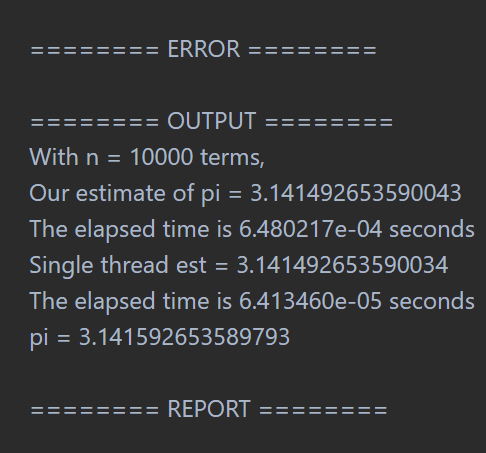 ======== ERROR ========
======== OUTPUT ========
With n = 10000 terms,
Our estimate of pi = 3.141492653590043
The elapsed time is 6.480217e-04 seconds
Single thread est = 3.141492653590034
The elapsed time is 6.413460e-05 seconds
pi = 3.141592653589793
======== REPORT ========